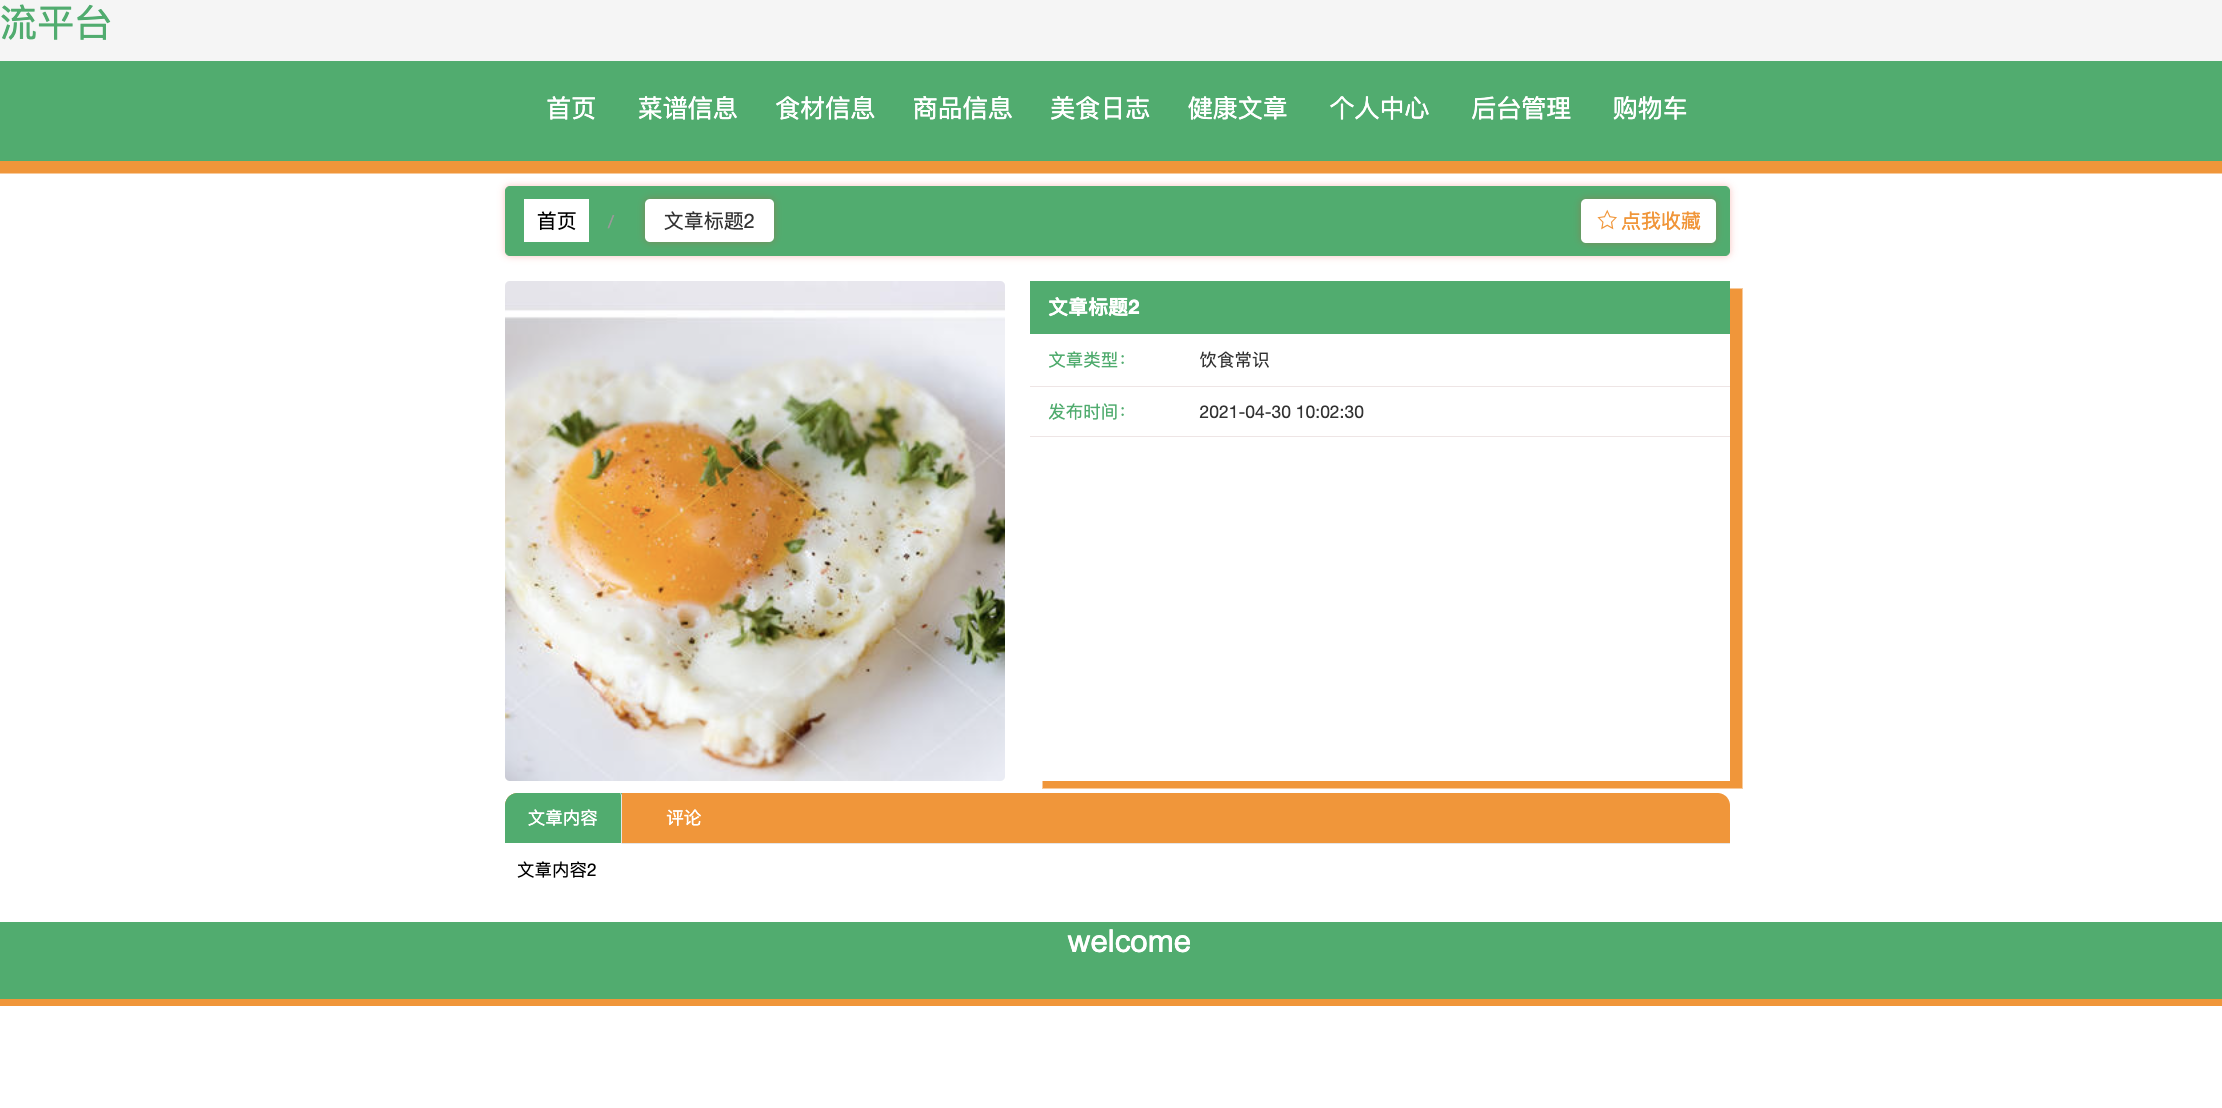 流平台
首页 菜谱信息 食材信息 商品信息 美食日志 健康文章 个人中心 后台管理 购物车
首页 / 文章标题2 点我收藏
文章标题2
文章类型: 饮食常识
发布时间: 2021-04-30 10:02:30
文章内容 评论
文章内容2
welcome